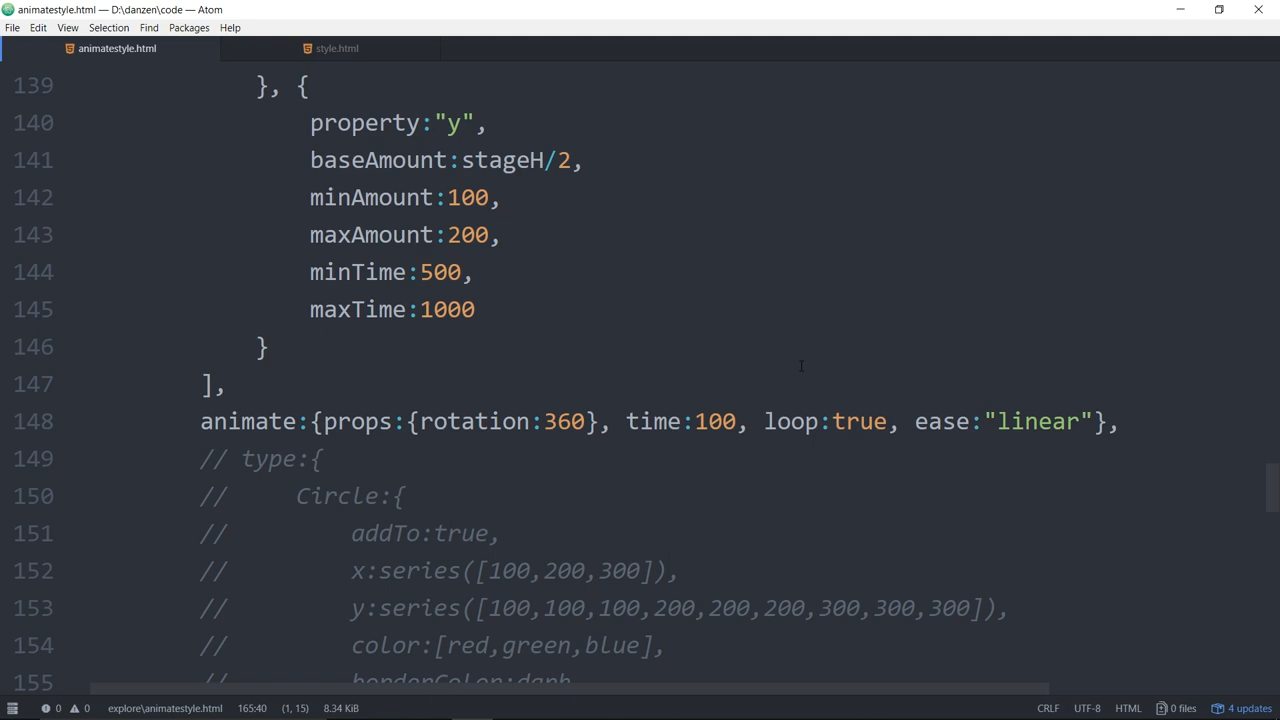 animatestyle.html — D:\danzen\code — Atom
File Edit View Selection Find Packages Help
animatestyle.html style.html
139 }, {
140 property:"y",
141 baseAmount:stageH/2,
142 minAmount:100,
143 maxAmount:200,
144 minTime:500,
145 maxTime:1000
146 }
147 ],
148 animate:{props:{rotation:360}, time:100, loop:true, ease:"linear"},
149 // type:{
150 // Circle:{
151 // addTo:true,
152 // x:series([100,200,300]),
153 // y:series([100,100,100,200,200,200,300,300,300]),
154 // color:[red,green,blue],
155 // borderColor:dark,
0 0 explore\animatestyle.html 165:40 (1, 15) 8.34 KiB CRLF UTF-8 HTML 0 files 4 updates